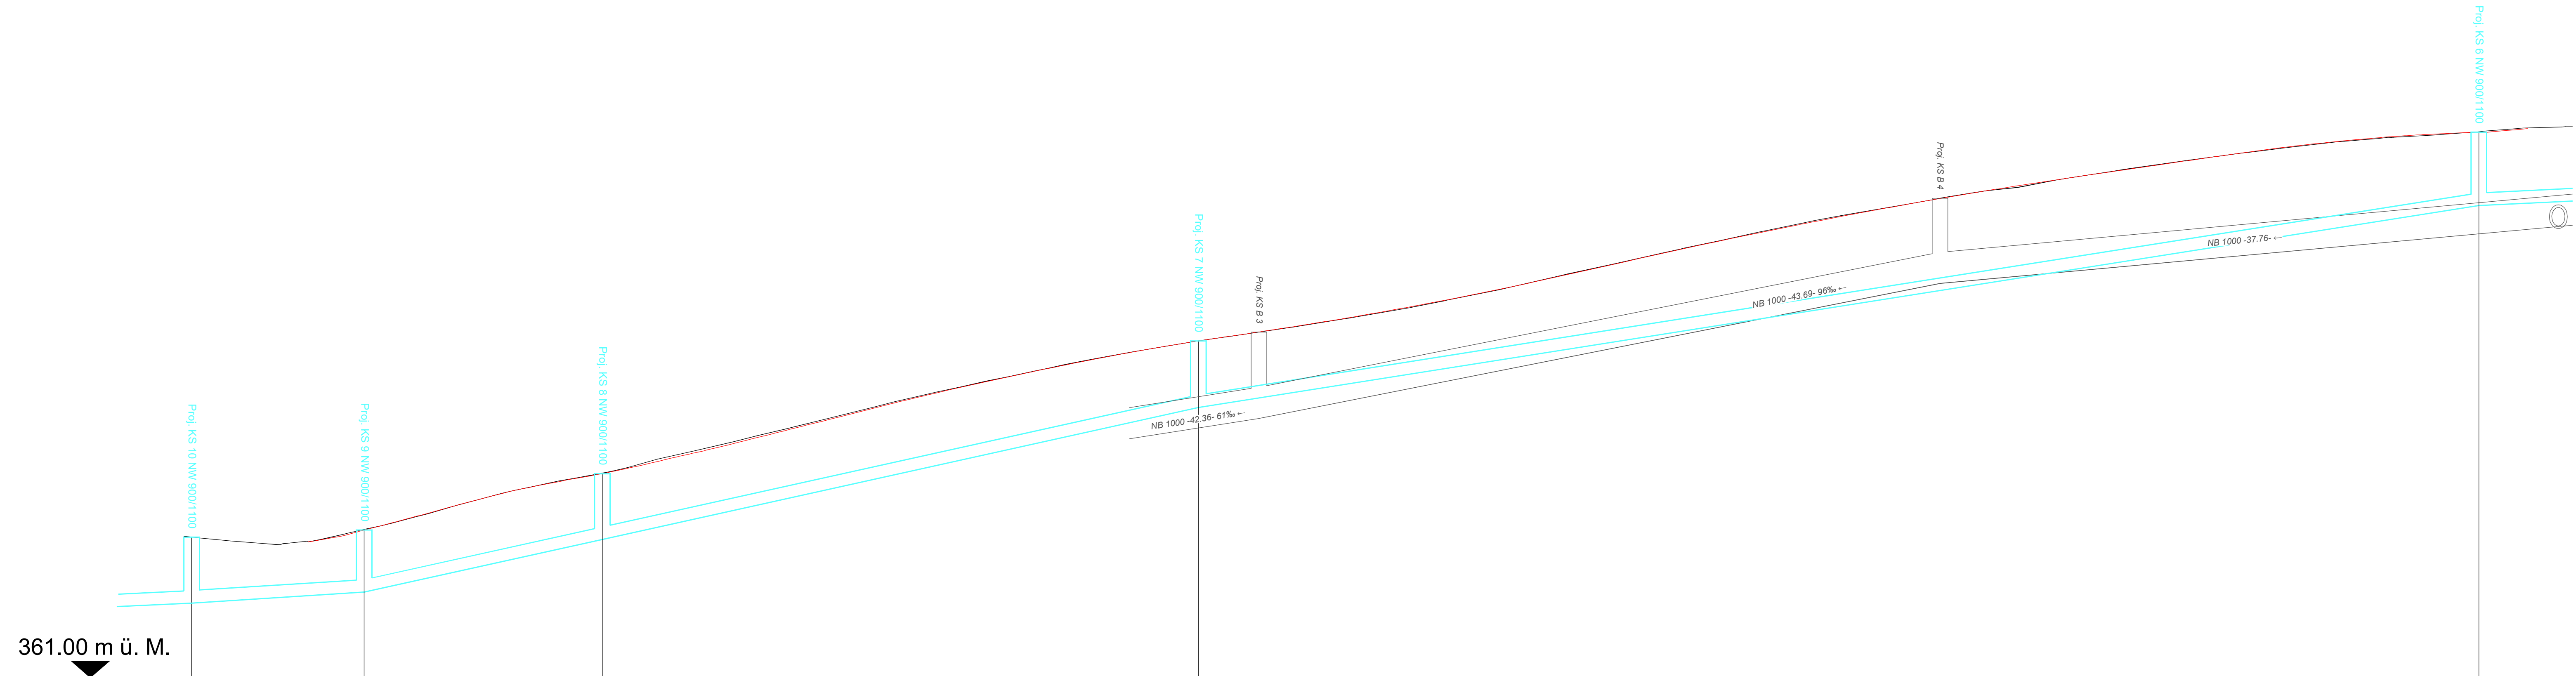 Proj. KS 10 NW 900/1100
Proj. KS 9 NW 900/1100
Proj. KS 8 NW 900/1100
Proj. KS 7 NW 900/1100
Proj. KS B 3
Proj. KS B 4
Proj. KS 6 NW 900/1100
NB 1000 -42.36- 61‰ ←
NB 1000 -43.69- 96‰ ←
NB 1000 -37.76- ←
361.00 m ü. M.